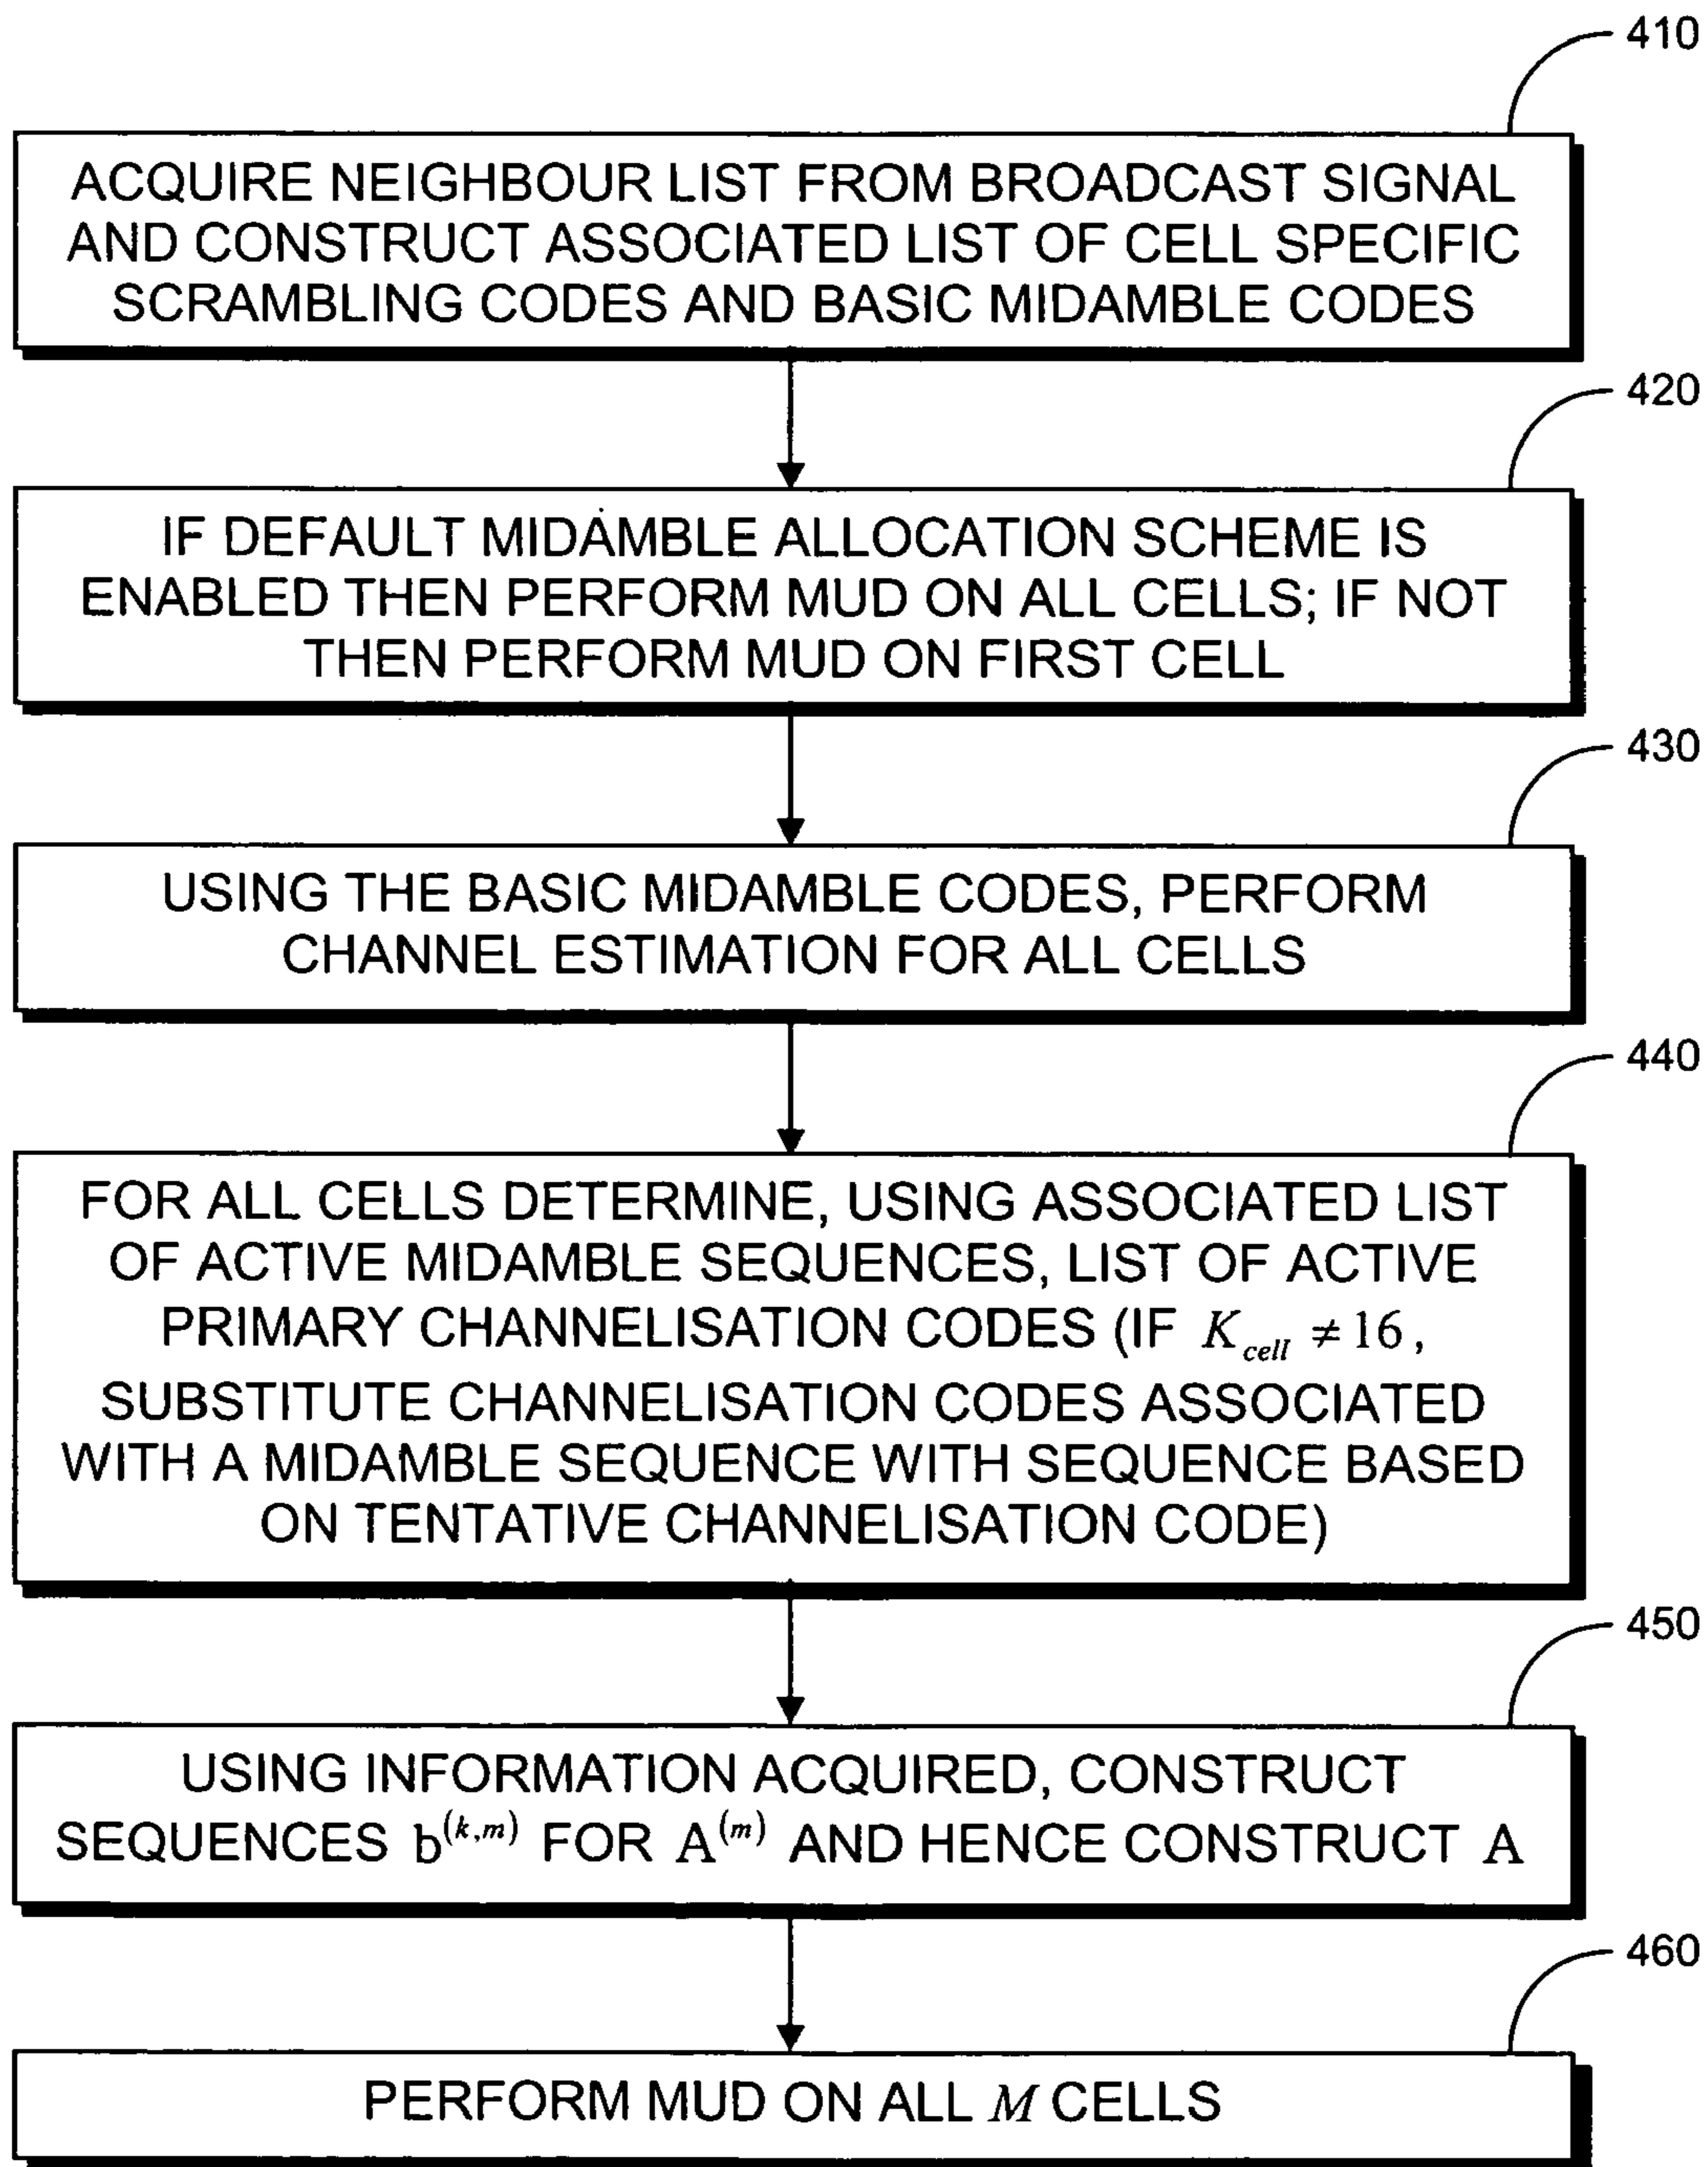 410
ACQUIRE NEIGHBOUR LIST FROM BROADCAST SIGNAL
AND CONSTRUCT ASSOCIATED LIST OF CELL SPECIFIC
SCRAMBLING CODES AND BASIC MIDAMBLE CODES
420
IF DEFAULT MIDAMBLE ALLOCATION SCHEME IS
ENABLED THEN PERFORM MUD ON ALL CELLS; IF NOT
THEN PERFORM MUD ON FIRST CELL
430
USING THE BASIC MIDAMBLE CODES, PERFORM
CHANNEL ESTIMATION FOR ALL CELLS
440
FOR ALL CELLS DETERMINE, USING ASSOCIATED LIST
OF ACTIVE MIDAMBLE SEQUENCES, LIST OF ACTIVE
PRIMARY CHANNELISATION CODES (IF K_cell ≠ 16,
SUBSTITUTE CHANNELISATION CODES ASSOCIATED
WITH A MIDAMBLE SEQUENCE WITH SEQUENCE BASED
ON TENTATIVE CHANNELISATION CODE)
450
USING INFORMATION ACQUIRED, CONSTRUCT
SEQUENCES b^(k,m) FOR A^(m) AND HENCE CONSTRUCT A
460
PERFORM MUD ON ALL M CELLS